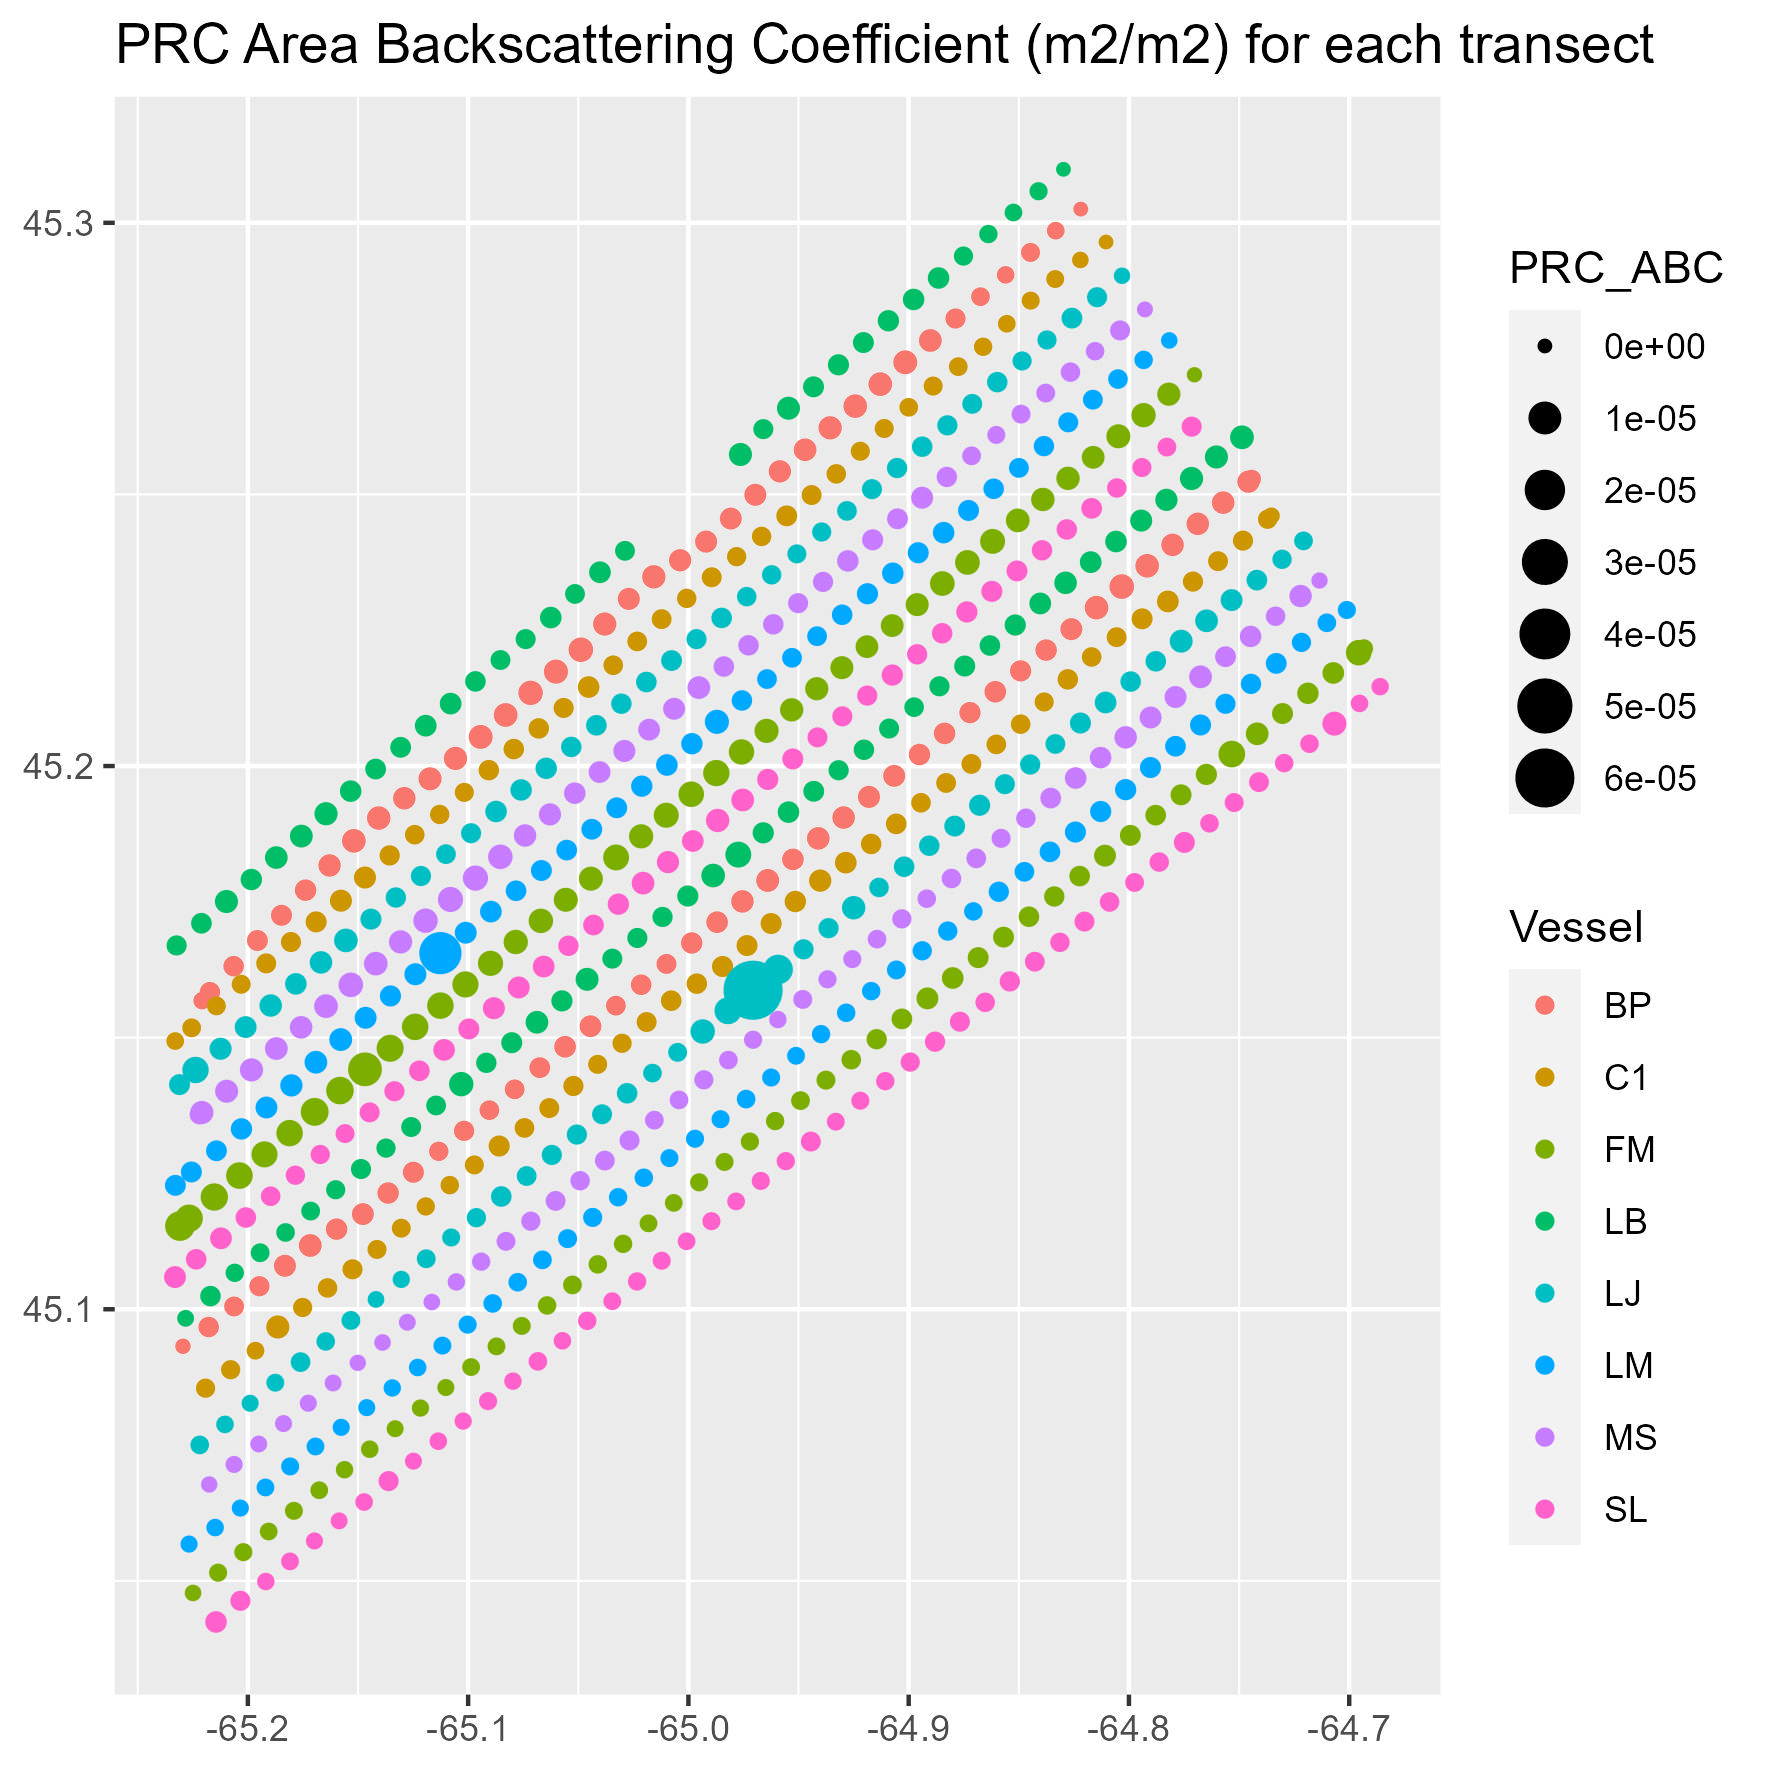 PRC Area Backscattering Coefficient (m2/m2) for each transect
45.3
45.2
45.1
-65.2
-65.1
-65.0
-64.9
-64.8
-64.7
PRC_ABC
0e+00
1e-05
2e-05
3e-05
4e-05
5e-05
6e-05
Vessel
BP
C1
FM
LB
LJ
LM
MS
SL